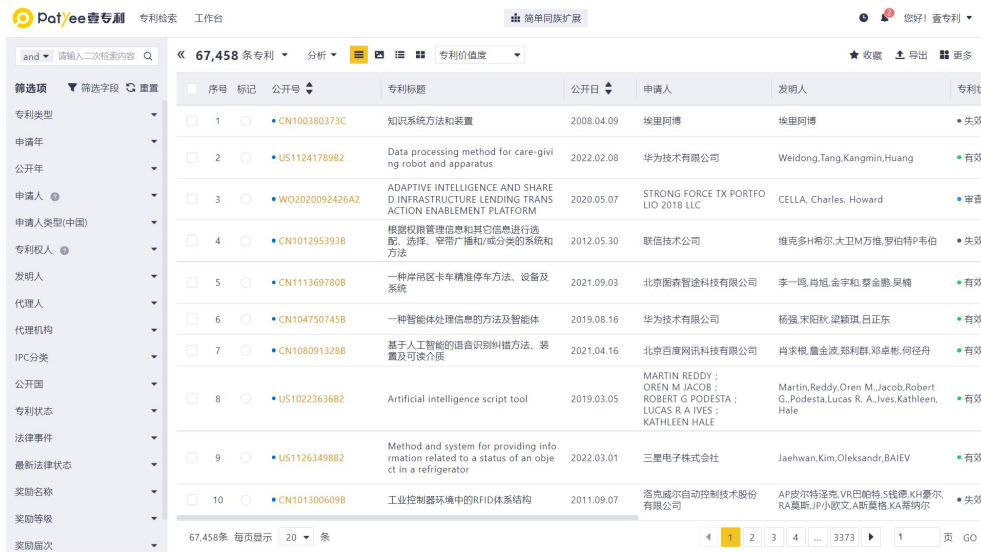 Patyee壹专利 专利检索 工作台 简单同族扩展 2 您好！壹专利
and 请输入二次检索内容
67,458 条专利 分析 专利价值度 收藏 导出 更多
筛选项 筛选字段 重置
专利类型
申请年
公开年
申请人
申请人类型(中国)
专利权人
发明人
代理人
代理机构
IPC分类
公开国
专利状态
法律事件
最新法律状态
奖励名称
奖励等级
奖励届次
序号 标记 公开号 专利标题 公开日 申请人 发明人 专利状
1 CN100380373C 知识系统方法和装置 2008.04.09 埃里阿博 埃里阿博 失效
2 US11241789B2 Data processing method for care-givi
ng robot and apparatus 2022.02.08 华为技术有限公司 Weidong,Tang,Kangmin,Huang 有效
3 WO2020092426A2 ADAPTIVE INTELLIGENCE AND SHARE
D INFRASTRUCTURE LENDING TRANS
ACTION ENABLEMENT PLATFORM 2020.05.07 STRONG FORCE TX PORTFO
LIO 2018 LLC CELLA, Charles, Howard 审查
4 CN101295393B 根据权限管理信息和其它信息进行选
配、选择、窄带广播和/或分类的系统和
方法 2012.05.30 联信技术公司 维克多H希尔,大卫M万维,罗伯特P韦伯 失效
5 CN111369780B 一种岸吊区卡车精准停车方法、设备及
系统 2021.09.03 北京图森智途科技有限公司 李一鸣,肖旭,金宇和,蔡金鹏,吴楠 有效
6 CN104750745B 一种智能体处理信息的方法及智能体 2019.08.16 华为技术有限公司 杨强,宋阳秋,梁颖琪,吕正东 有效
7 CN108091328B 基于人工智能的语音识别纠错方法、装
置及可读介质 2021.04.16 北京百度网讯科技有限公司 肖求根,詹金波,郑利群,邓卓彬,何径舟 有效
8 US10223636B2 Artificial intelligence script tool 2019.03.05 MARTIN REDDY ;
OREN M JACOB ;
ROBERT G PODESTA ;
LUCAS R A IVES ;
KATHLEEN HALE Martin,Reddy,Oren M.,Jacob,Robert
G.,Podesta,Lucas R. A.,Ives,Kathleen,
Hale 有效
9 US11263498B2 Method and system for providing info
rmation related to a status of an obje
ct in a refrigerator 2022.03.01 三星电子株式会社 Jaehwan,Kim,Oleksandr,BAIEV 有效
10 CN101300609B 工业控制器环境中的RFID体系结构 2011.09.07 洛克威尔自动控制技术股份
有限公司 AP皮尔特泽克,VR巴帕特,S钱德,KH豪尔,
RA莫斯,JP小欧文,A斯莫格,KA蒂纳尔 失效
67,458条 每页显示 20 条 1 2 3 4 ... 3373 1 页 GO